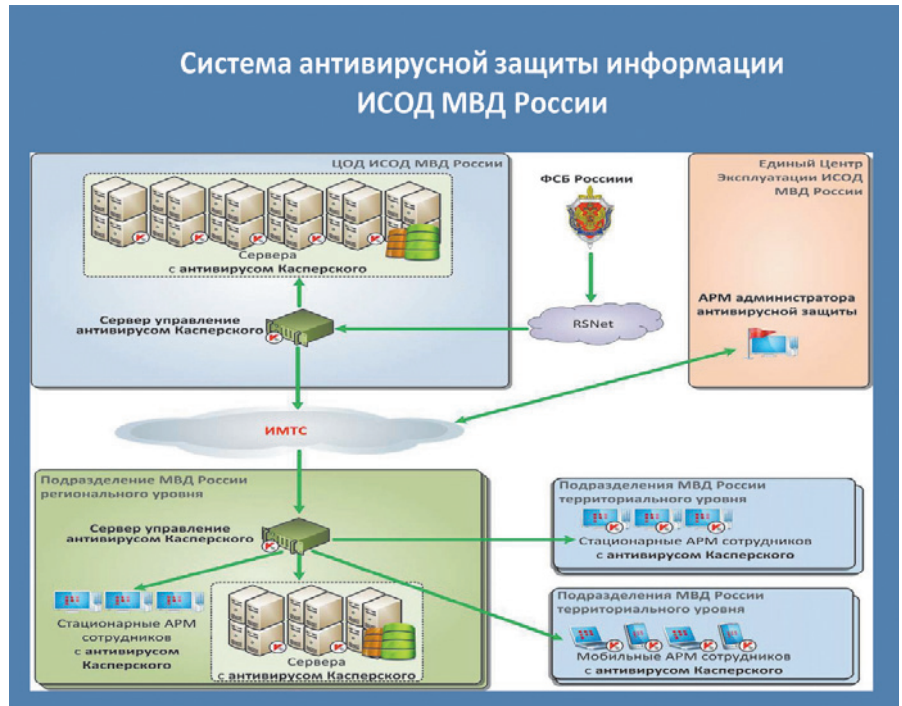 Система антивирусной защиты информации
ИСОД МВД России
ЦОД ИСОД МВД России
Сервера
с антивирусом Касперского
Сервер управление
антивирусом Касперского
ФСБ Росиии
RSNet
Единый Центр
Эксплуатации ИСОД
МВД России
АРМ администратора
антивирусной защиты
ИМТС
Подразделение МВД России
регионального уровня
Сервер управление
антивирусом Касперского
Стационарные АРМ
сотрудников
с антивирусом
Касперского
Сервера
с антивирусом Касперского
Подразделения МВД России
территориального уровня
Стационарные АРМ сотрудников
с антивирусом Касперского
Подразделения МВД России
территориального уровня
Мобильные АРМ сотрудников
с антивирусом Касперского